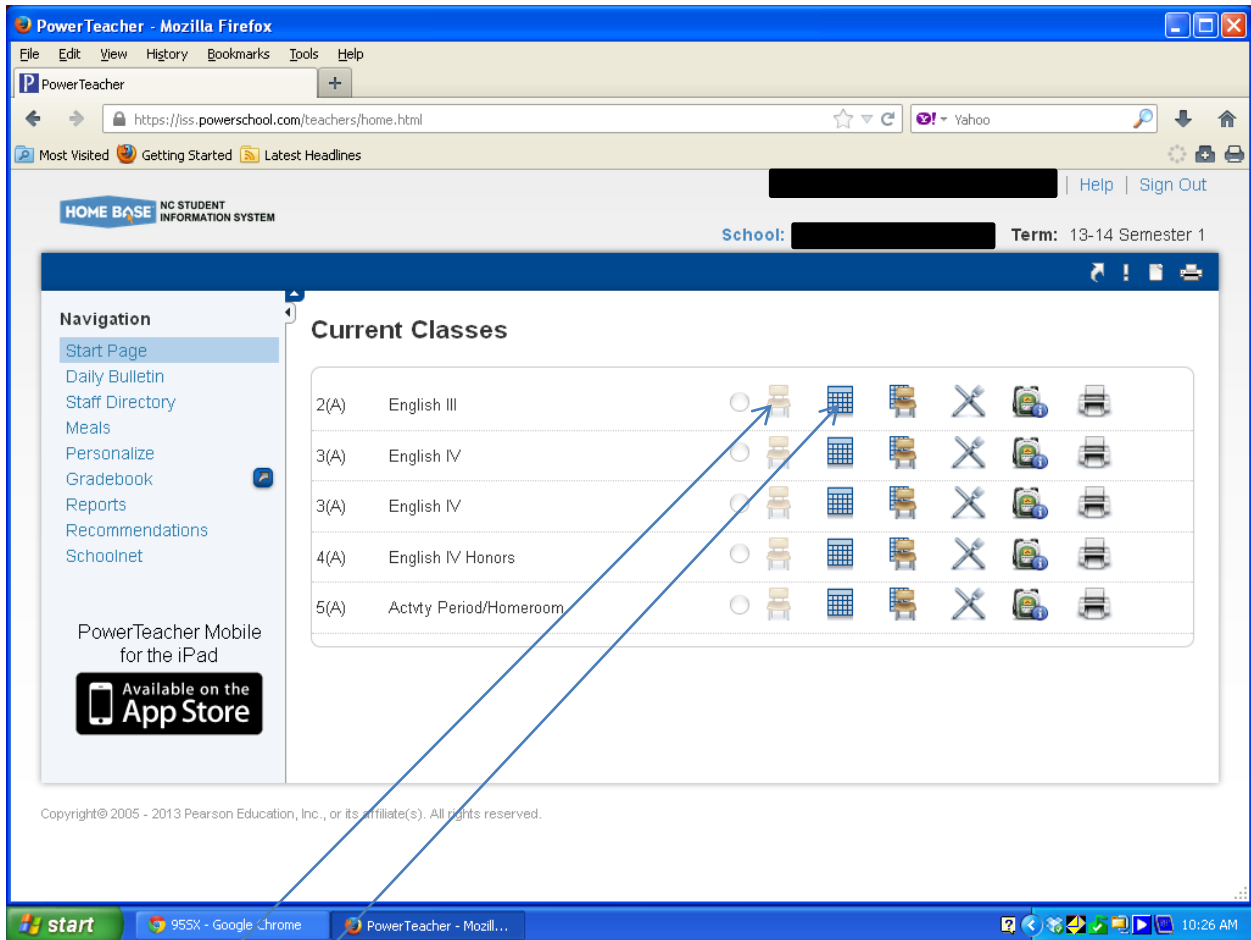 PowerTeacher - Mozilla Firefox
File Edit View History Bookmarks Tools Help
P PowerTeacher +
https://iss.powerschool.com/teachers/home.html Yahoo
Most Visited Getting Started Latest Headlines
Help | Sign Out
HOME BASE NC STUDENT
INFORMATION SYSTEM
School: Term: 13-14 Semester 1
Navigation
Start Page
Daily Bulletin
Staff Directory
Meals
Personalize
Gradebook
Reports
Recommendations
Schoolnet
PowerTeacher Mobile
for the iPad
Available on the
App Store
Current Classes
2(A) English III
3(A) English IV
3(A) English IV
4(A) English IV Honors
5(A) Actvty Period/Homeroom
Copyright© 2005 - 2013 Pearson Education, Inc., or its affiliate(s). All rights reserved.
start 95SX - Google Chrome PowerTeacher - Mozill... 10:26 AM